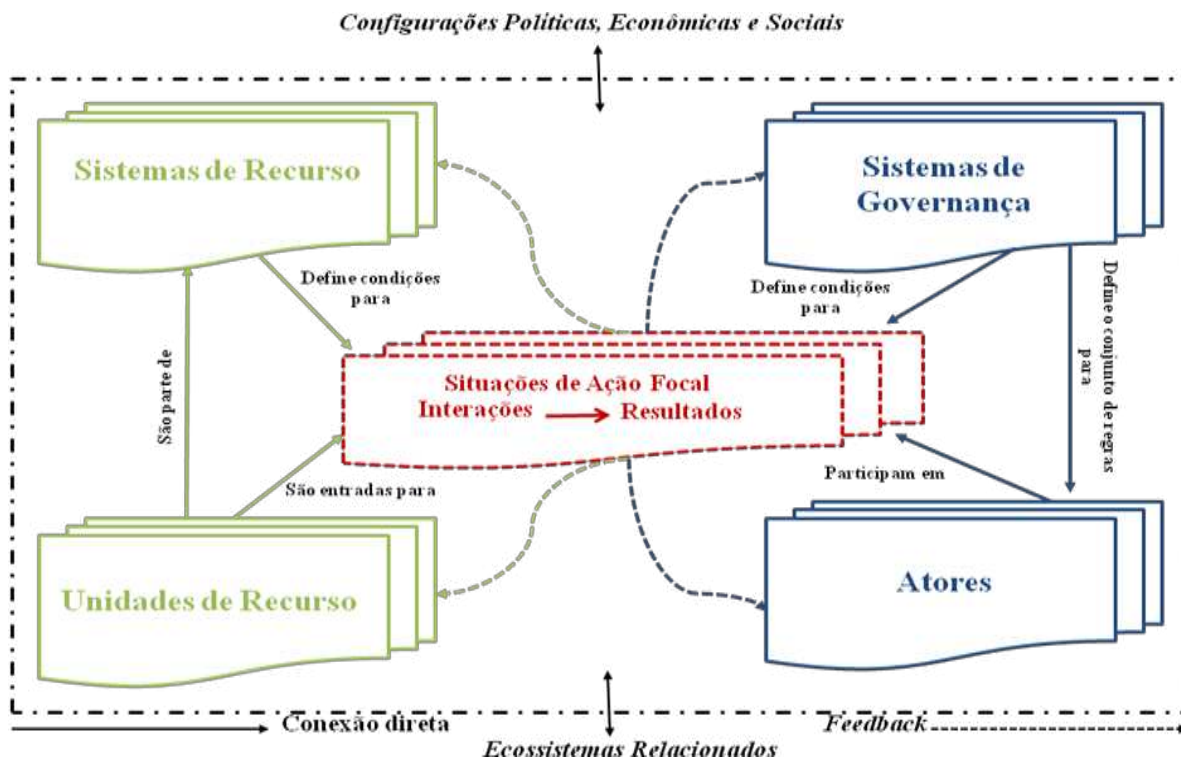 Configurações Políticas, Econômicas e Sociais
Sistemas de Recurso
Sistemas de
Governança
Define condições
para
Define condições
para
Define o conjunto de regras
para
São parte de
Situações de Ação Focal
Interações
Resultados
São entradas para
Participam em
Unidades de Recurso
Atores
Conexão direta
Feedback
Ecossistemas Relacionados